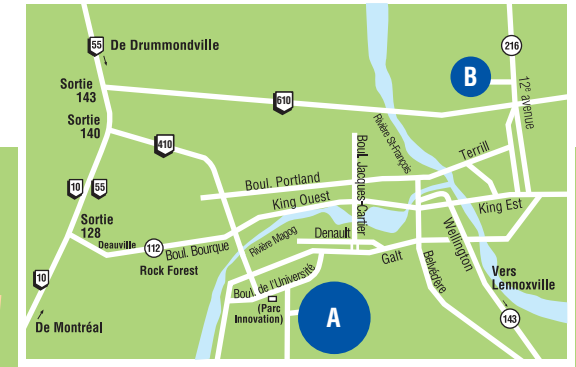 55
De Drummondville
216
B
Sortie
143
610
12e avenue
Sortie
140
410
Rivière St-François
Boul. Jacques-Cartier
Terrill
10
55
Boul. Portland
King Ouest
King Est
Sortie
128
Deauville
112
Boul. Bourque
Rock Forest
Rivière Magog
Denault
Galt
Belvédère
Wellington
Vers
Lennoxville
10
Boul. de l'Université
(Parc
Innovation)
A
143
De Montréal